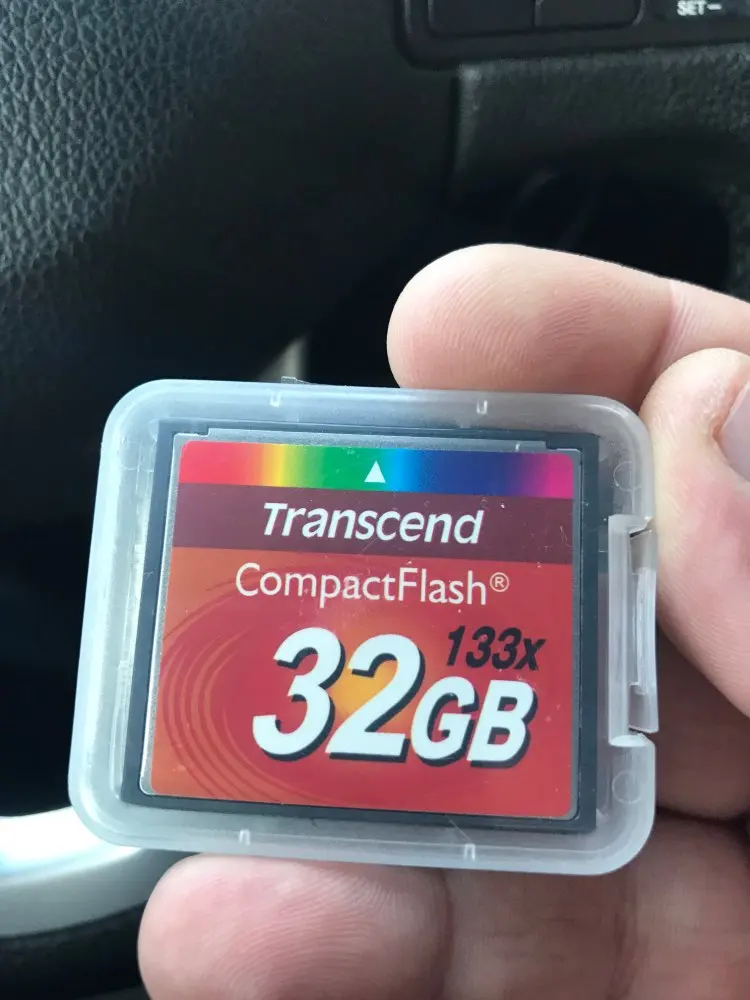 SET−
Transcend
CompactFlash®
133x
32GB